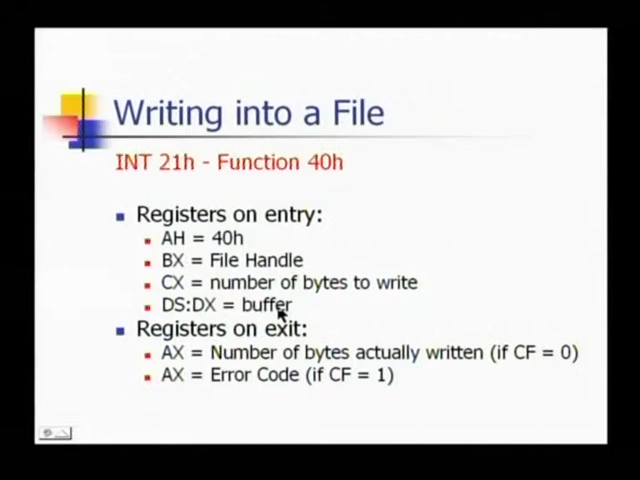 Writing into a File
INT 21h - Function 40h
Registers on entry:
AH = 40h
BX = File Handle
CX = number of bytes to write
DS:DX = buffer
Registers on exit:
AX = Number of bytes actually written (if CF = 0)
AX = Error Code (if CF = 1)